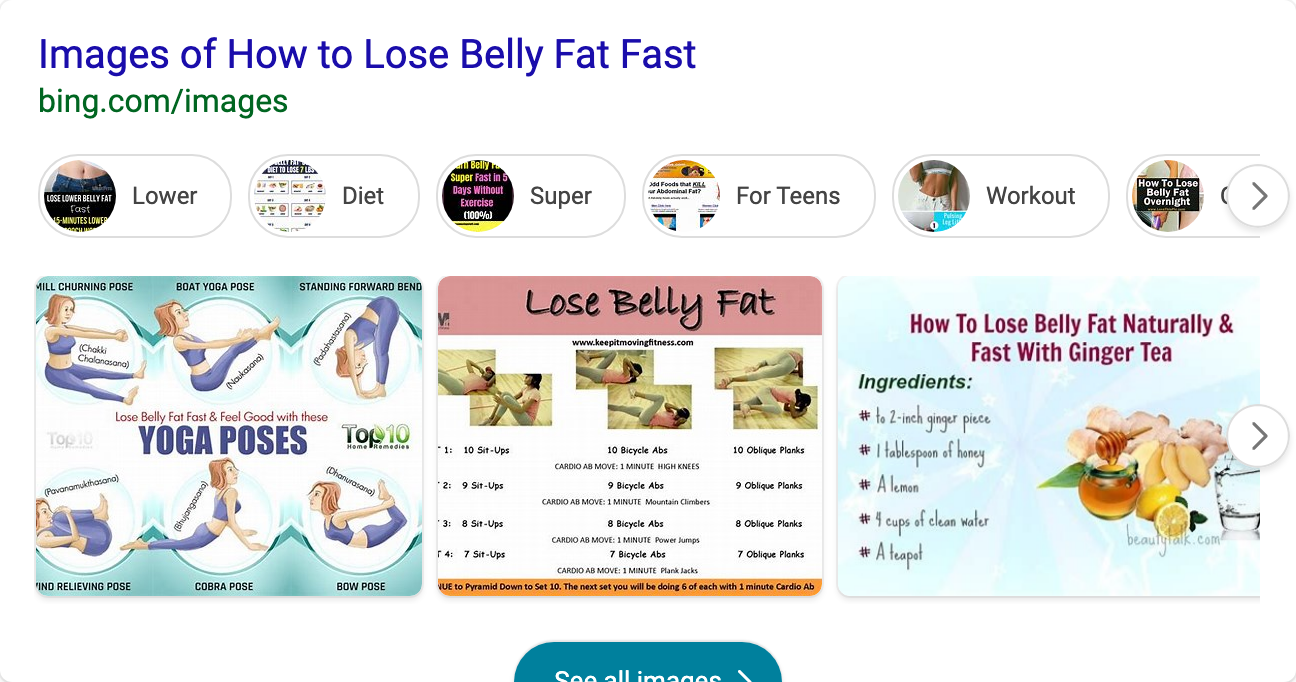 Images of How to Lose Belly Fat Fast
bing.com/images
LOSE LOWER BELLY FAT
Fast
15-MINUTES LOWER
Lower
DIET TO LOSE 7 LBS
Diet
Super Fast in 5
Days Without
Exercise
(100%)
Super
Odd Foods that KILL
our Abdominal Fat?
For Teens
Workout
How To Lose
Belly Fat
Overnight
MILL CHURNING POSE
BOAT YOGA POSE
STANDING FORWARD BEND
(Chakki
Chalanasana)
(Naukasana)
(Padahastasana)
Lose Belly Fat Fast & Feel Good with these
YOGA POSES
Top10
Top10
Home Remedies
(Pavanamukthasana)
(Bhujangasana)
(Dhanurasana)
WIND RELIEVING POSE
COBRA POSE
BOW POSE
Lose Belly Fat
www.keepitmovingfitness.com
T 1: 10 Sit-Ups 10 Bicycle Abs 10 Oblique Planks
CARDIO AB MOVE: 1 MINUTE HIGH KNEES
T 2: 9 Sit-Ups 9 Bicycle Abs 9 Oblique Planks
CARDIO AB MOVE: 1 MINUTE Mountain Climbers
T 3: 8 Sit-Ups 8 Bicycle Abs 8 Oblique Planks
CARDIO AB MOVE: 1 MINUTE Power Jumps
T 4: 7 Sit-Ups 7 Bicycle Abs 7 Oblique Planks
CARDIO AB MOVE: 1 MINUTE Plank Jacks
NUE to Pyramid Down to Set 10. The next set you will be doing 6 of each with 1 minute Cardio Ab
How To Lose Belly Fat Naturally &
Fast With Ginger Tea
Ingredients:
# to 2-inch ginger piece
# 1 tablespoon of honey
# A lemon
# 4 cups of clean water
# A teapot
beautytalk.com
See all images